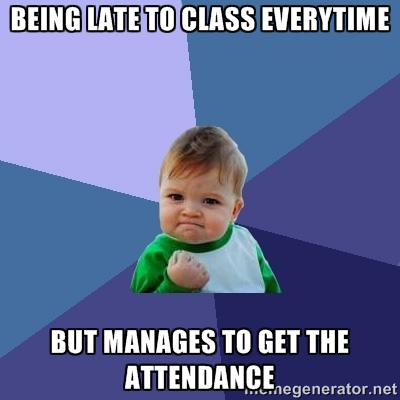 BEING LATE TO CLASS EVERYTIME
BUT MANAGES TO GET THE
ATTENDANCE
memegenerator.net